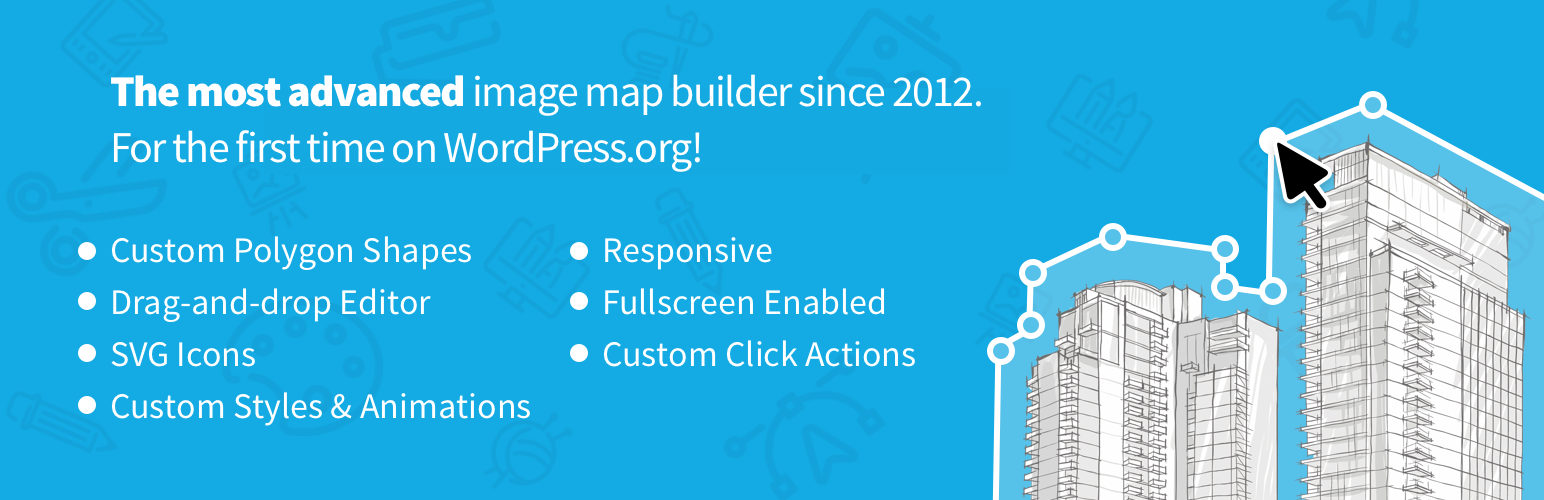 The most advanced image map builder since 2012.
For the first time on WordPress.org!
Custom Polygon Shapes
Drag-and-drop Editor
SVG Icons
Custom Styles & Animations
Responsive
Fullscreen Enabled
Custom Click Actions